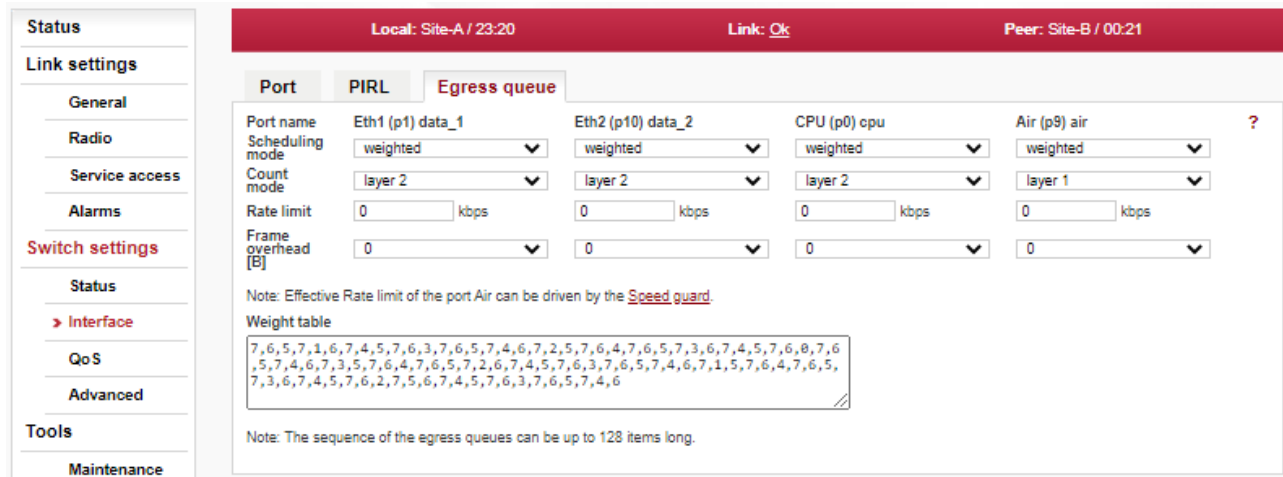 Status
Link settings
General
Radio
Service access
Alarms
Switch settings
Status
Interface
QoS
Advanced
Tools
Maintenance
Local: Site-A / 23:20 Link: Ok Peer: Site-B / 00:21
Port PIRL Egress queue
Port name Eth1 (p1) data_1 Eth2 (p10) data_2 CPU (p0) cpu Air (p9) air ?
Scheduling mode weighted weighted weighted weighted
Count mode layer 2 layer 2 layer 2 layer 1
Rate limit 0 kbps 0 kbps 0 kbps 0 kbps
Frame overhead [B] 0 0 0 0
Note: Effective Rate limit of the port Air can be driven by the Speed guard.
Weight table
7,6,5,7,1,6,7,4,5,7,6,3,7,6,5,7,4,6,7,2,5,7,6,4,7,6,5,7,3,6,7,4,5,7,6,0,7,6
,5,7,4,6,7,3,5,7,6,4,7,6,5,7,2,6,7,4,5,7,6,3,7,6,5,7,4,6,7,1,5,7,6,4,7,6,5,
7,3,6,7,4,5,7,6,2,7,5,6,7,4,5,7,6,3,7,6,5,7,4,6
Note: The sequence of the egress queues can be up to 128 items long.